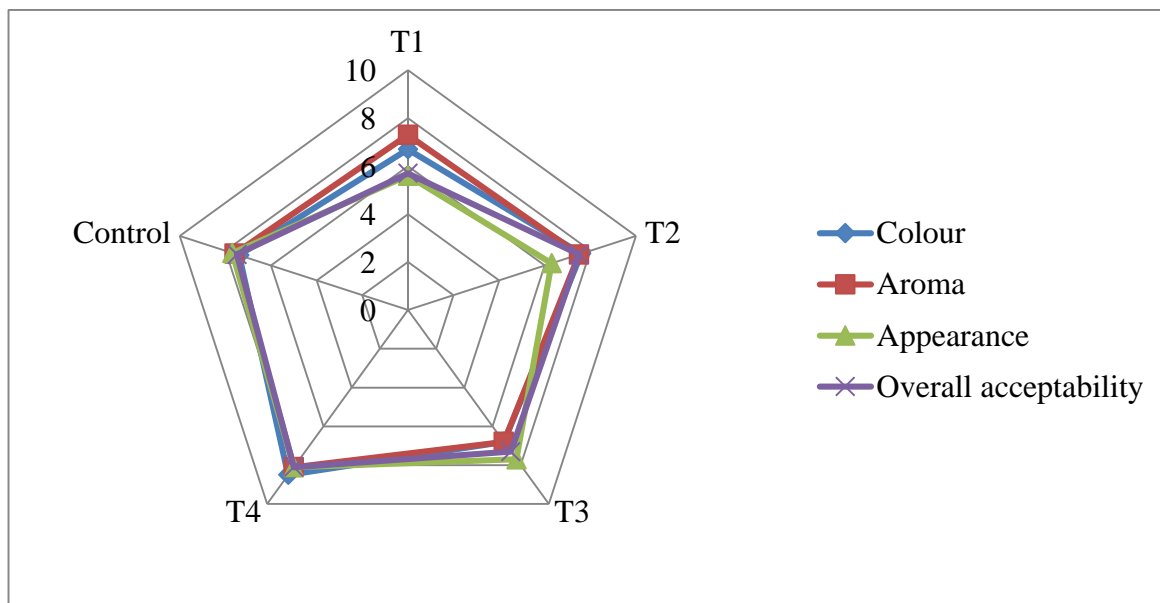 T1
10
8
6
4
2
0
Control
T2
T4
T3
Colour
Aroma
Appearance
Overall acceptability